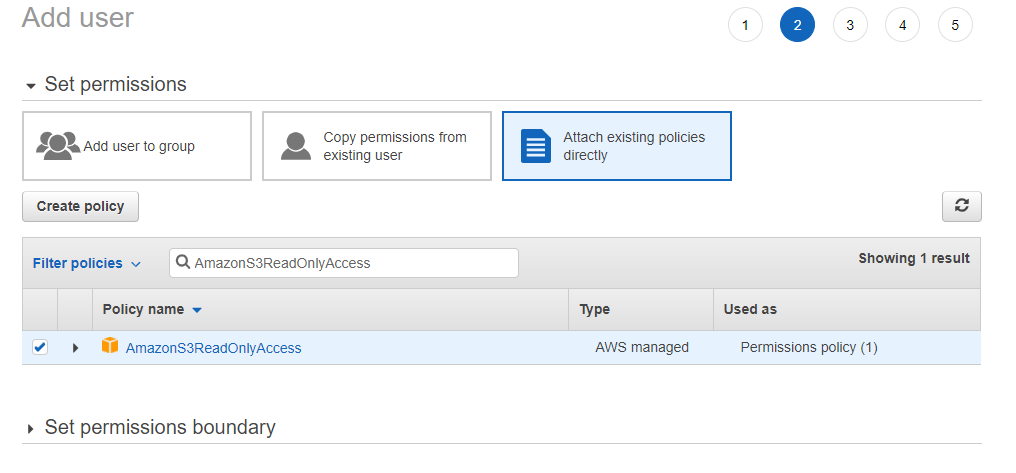 Add user
1 2 3 4 5
Set permissions
Add user to group
Copy permissions from
existing user
Attach existing policies
directly
Create policy
Filter policies
AmazonS3ReadOnlyAccess
Showing 1 result
Policy name
Type
Used as
AmazonS3ReadOnlyAccess
AWS managed
Permissions policy (1)
Set permissions boundary